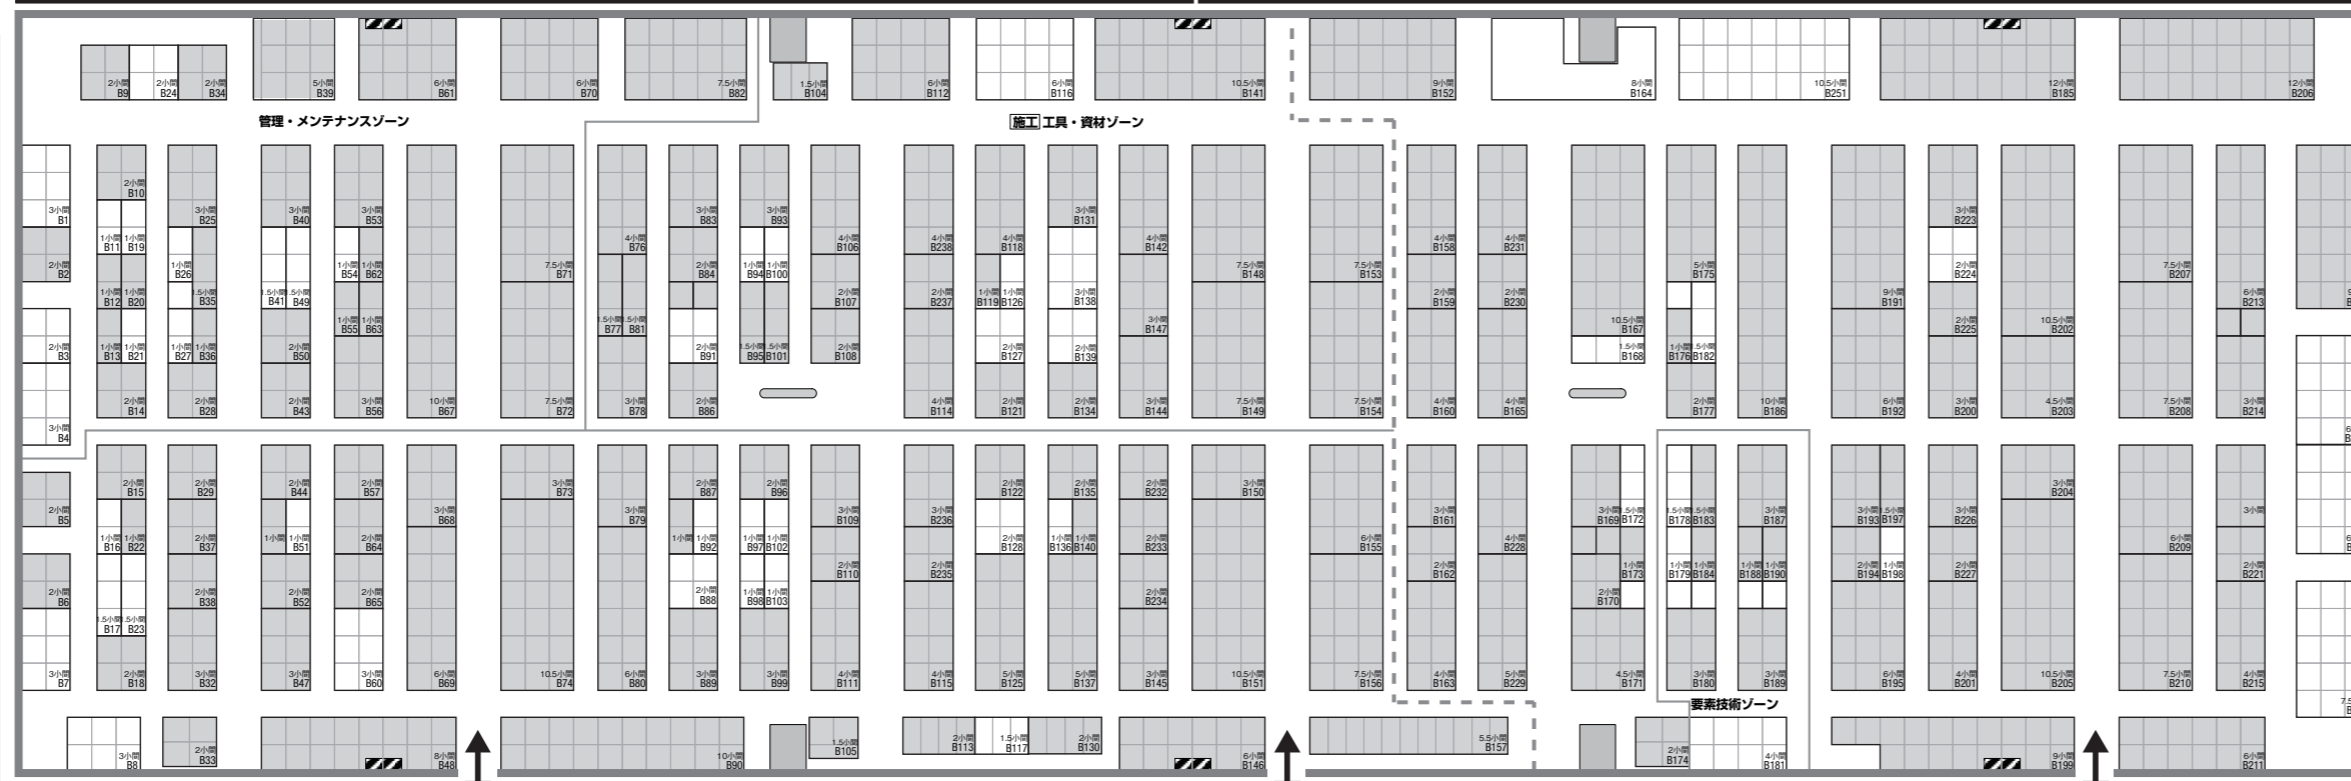 2小間 2小間 2小間 5小間 6小間 6小間 7.5小間 1.5小間 6小間 6小間 10.5小間 9小間 8小間 10.5小間 12小間 12小間
B9 B24 B34 B39 B61 B70 B82 B104 B112 B116 B141 B152 B164 B251 B185 B206
管理・メンテナンスゾーン 施工 工具・資材ゾーン
2小間
B10
3小間 3小間 3小間 3小間 3小間 3小間 3小間 3小間
B1 B25 B40 B53 B83 B93 B131 B223
1小間 1小間 4小間 4小間 4小間 4小間 4小間 4小間 4小間
B11 B19 B76 B106 B238 B118 B142 B158 B231
2小間 1小間 1小間 1小間 7.5小間 2小間 1小間 1小間 7.5小間 7.5小間 5小間 2小間 7.5小間
B2 B26 B54 B62 B71 B84 B94 B100 B148 B153 B175 B224 B207
1小間 1小間 1.5小間 1.5小間 1.5小間 2小間 2小間 1小間 1小間 3小間 2小間 2小間 9小間 6小間
B12 B20 B35 B41 B49 B107 B237 B119 B126 B138 B159 B230 B191 B213
1小間 1小間 1.5小間 1.5小間 3小間 10.5小間 2小間 10.5小間
B55 B63 B77 B81 B147 B167 B225 B202
2小間 1小間 1小間 1小間 1小間 2小間 2小間 1.5小間 1.5小間 2小間 2小間 2小間 1.5小間 1小間 1.5小間
B3 B13 B21 B27 B36 B50 B91 B95 B101 B108 B127 B139 B168 B176 B182
2小間 2小間 2小間 3小間 10小間 7.5小間 3小間 2小間 4小間 2小間 2小間 3小間 7.5小間 7.5小間 4小間 4小間 2小間 10小間 6小間 3小間 4.5小間 7.5小間 3小間
B14 B28 B43 B56 B67 B72 B78 B86 B114 B121 B134 B144 B149 B154 B160 B165 B177 B186 B192 B200 B203 B208 B214
3小間
B4
2小間 2小間 2小間 2小間 3小間 2小間 2小間 2小間 2小間 2小間 3小間 3小間
B15 B29 B44 B57 B73 B87 B96 B122 B135 B232 B150 B204
2小間 3小間 3小間 3小間 3小間 3小間 3小間 1.5小間 1.5小間 1.5小間 3小間 3小間 1.5小間 3小間 3小間
B5 B68 B79 B109 B236 B161 B169 B172 B178 B183 B187 B193 B197 B226
1小間 1小間 2小間 1小間 1小間 2小間 1小間 1小間 1小間 1小間 2小間 1小間 1小間 2小間 6小間 4小間 6小間
B16 B22 B37 B51 B64 B92 B97 B102 B128 B136 B140 B233 B155 B228 B209
2小間 2小間 2小間 1小間 1小間 1小間 1小間 1小間 2小間 1小間 2小間 2小間
B110 B235 B162 B173 B179 B184 B188 B190 B194 B198 B227 B221
2小間 2小間 2小間 2小間 2小間 1小間 1小間 2小間 2小間
B6 B38 B52 B65 B88 B98 B103 B234 B170
1.5小間 1.5小間
B17 B23
3小間 2小間 3小間 3小間 3小間 6小間 10.5小間 6小間 3小間 3小間 4小間 4小間 5小間 5小間 3小間 10.5小間 7.5小間 4小間 5小間 4.5小間 3小間 3小間 6小間 4小間 10.5小間 7.5小間 4小間
B7 B18 B32 B47 B60 B69 B74 B80 B89 B99 B111 B115 B125 B137 B145 B151 B156 B163 B229 B171 B180 B189 B195 B201 B205 B210 B215
要素技術ゾーン
1.5小間 2小間 1.5小間 2小間 5.5小間
B105 B113 B117 B130 B157
3小間 2小間 8小間 10小間 6小間 2小間 4小間 9小間 6小間
B8 B33 B48 B90 B146 B174 B181 B199 B211